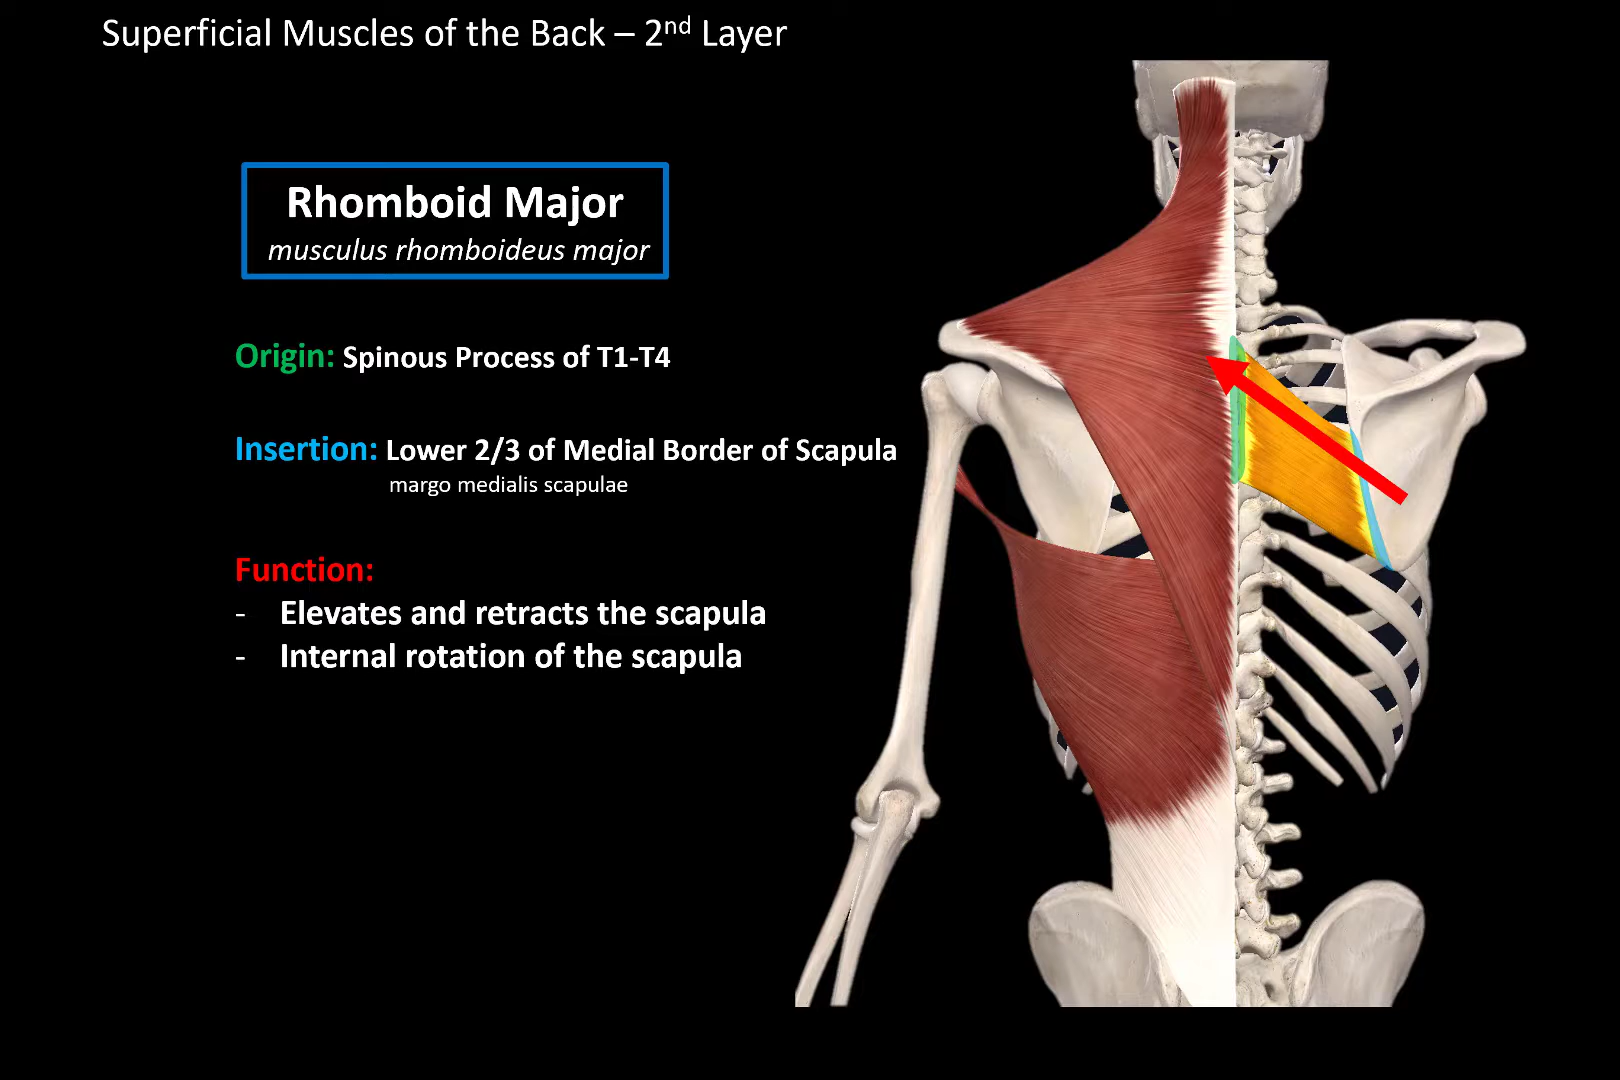 Superficial Muscles of the Back – 2nd Layer
Rhomboid Major
musculus rhomboideus major
Origin: Spinous Process of T1-T4
Insertion: Lower 2/3 of Medial Border of Scapula
margo medialis scapulae
Function:
- Elevates and retracts the scapula
- Internal rotation of the scapula